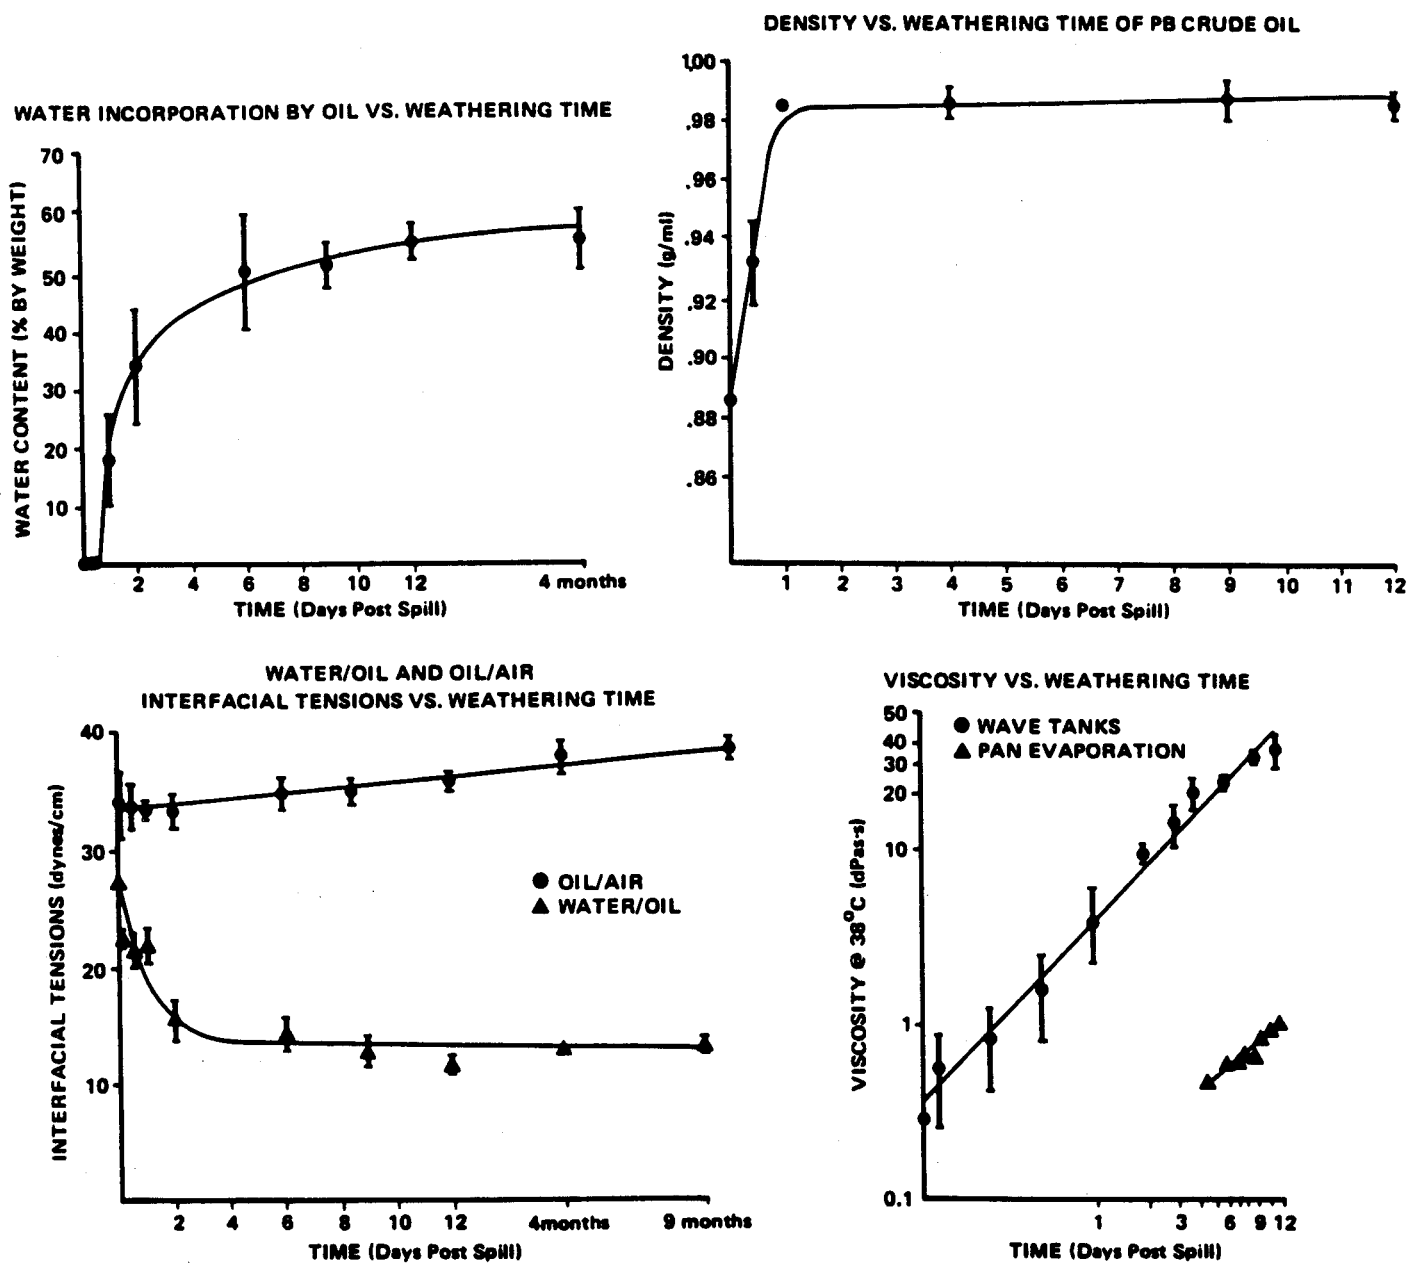 WATER INCORPORATION BY OIL VS. WEATHERING TIME
WATER CONTENT (% BY WEIGHT)
70
60
50
40
30
20
10
2
4
6
8
10
12
4 months
TIME (Days Post Spill)
DENSITY VS. WEATHERING TIME OF PB CRUDE OIL
DENSITY (g/ml)
1.00
.98
.96
.94
.92
.90
.88
.86
1
2
3
4
5
6
7
8
9
10
11
12
TIME (Days Post Spill)
WATER/OIL AND OIL/AIR
INTERFACIAL TENSIONS VS. WEATHERING TIME
INTERFACIAL TENSIONS (dynes/cm)
40
30
20
10
OIL/AIR
WATER/OIL
2
4
6
8
10
12
4months
9 months
TIME (Days Post Spill)
VISCOSITY VS. WEATHERING TIME
VISCOSITY @ 38°C (dPas·s)
50
40
30
20
10
1
0.1
WAVE TANKS
PAN EVAPORATION
1
3
6
9
12
TIME (Days Post Spill)